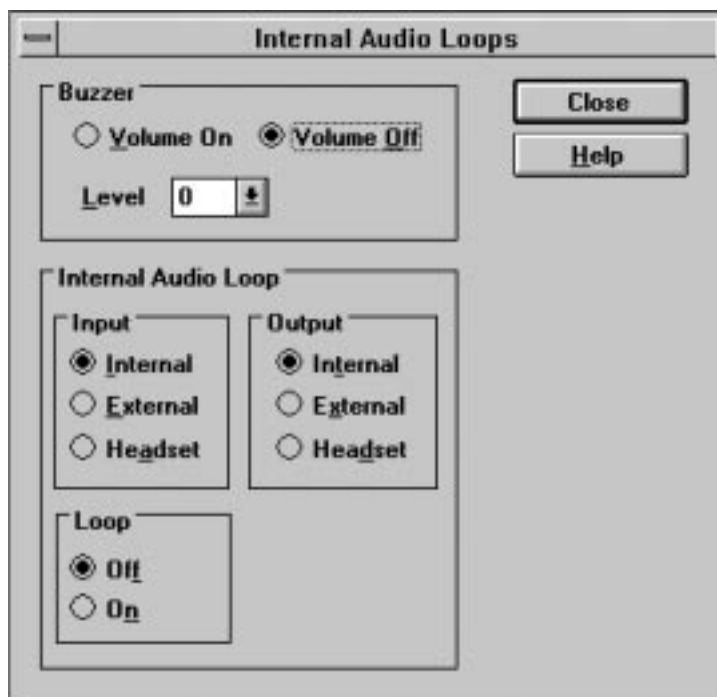 Internal Audio Loops
Buzzer
Volume On Volume Off
Level 0
Close
Help
Internal Audio Loop
Input
Internal
External
Headset
Output
Internal
External
Headset
Loop
Off
On